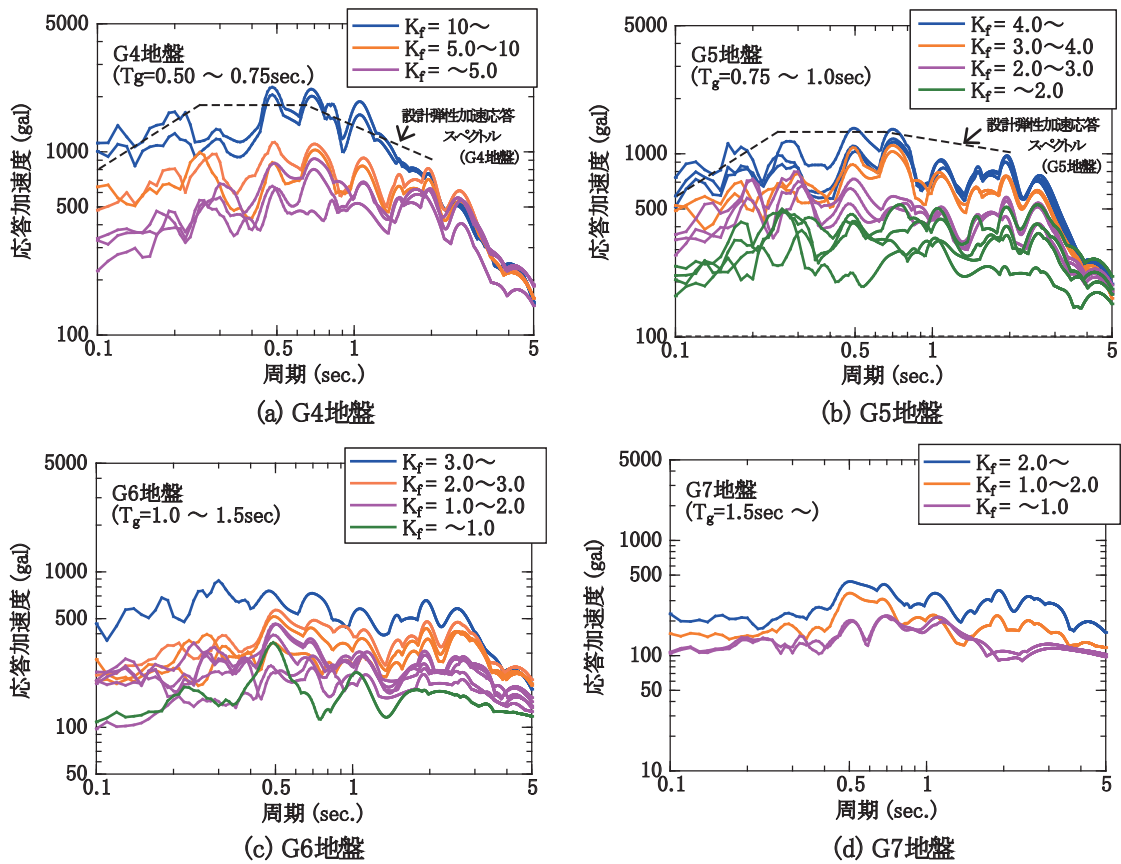 5000
1000
500
100
応答加速度 (gal)
G4地盤
(Tg=0.50 ～ 0.75sec.)
Kf = 10～
Kf = 5.0～10
Kf = ～5.0
設計弾性加速応答
スペクトル
(G4地盤)
0.1
0.5
1
5
周期 (sec.)
(a) G4地盤
5000
1000
500
100
応答加速度 (gal)
G5地盤
(Tg=0.75 ～ 1.0sec)
Kf = 4.0～
Kf = 3.0～4.0
Kf = 2.0～3.0
Kf = ～2.0
設計弾性加速応答
スペクトル
(G5地盤)
0.1
0.5
1
5
周期 (sec.)
(b) G5地盤
5000
1000
500
100
50
応答加速度 (gal)
G6地盤
(Tg=1.0 ～ 1.5sec)
Kf = 3.0～
Kf = 2.0～3.0
Kf = 1.0～2.0
Kf = ～1.0
0.1
0.5
1
5
周期 (sec.)
(c) G6地盤
5000
1000
500
100
50
10
応答加速度 (gal)
G7地盤
(Tg=1.5sec ～)
Kf = 2.0～
Kf = 1.0～2.0
Kf = ～1.0
0.1
0.5
1
5
周期 (sec.)
(d) G7地盤